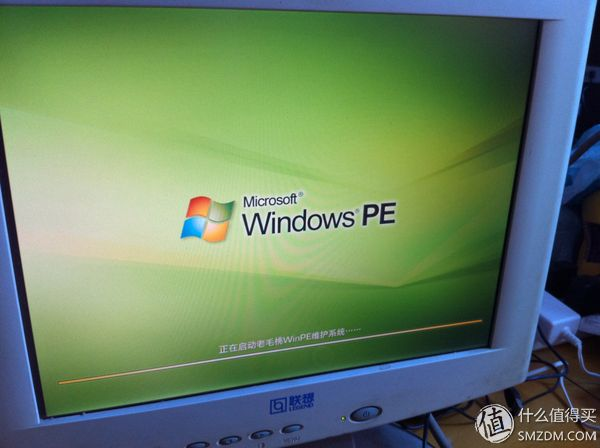 Microsoft®
Windows® PE
正在启动老毛桃WinPE维护系统……
联想
LEGEND
MENU
值 什么值得买
SMZDM.COM